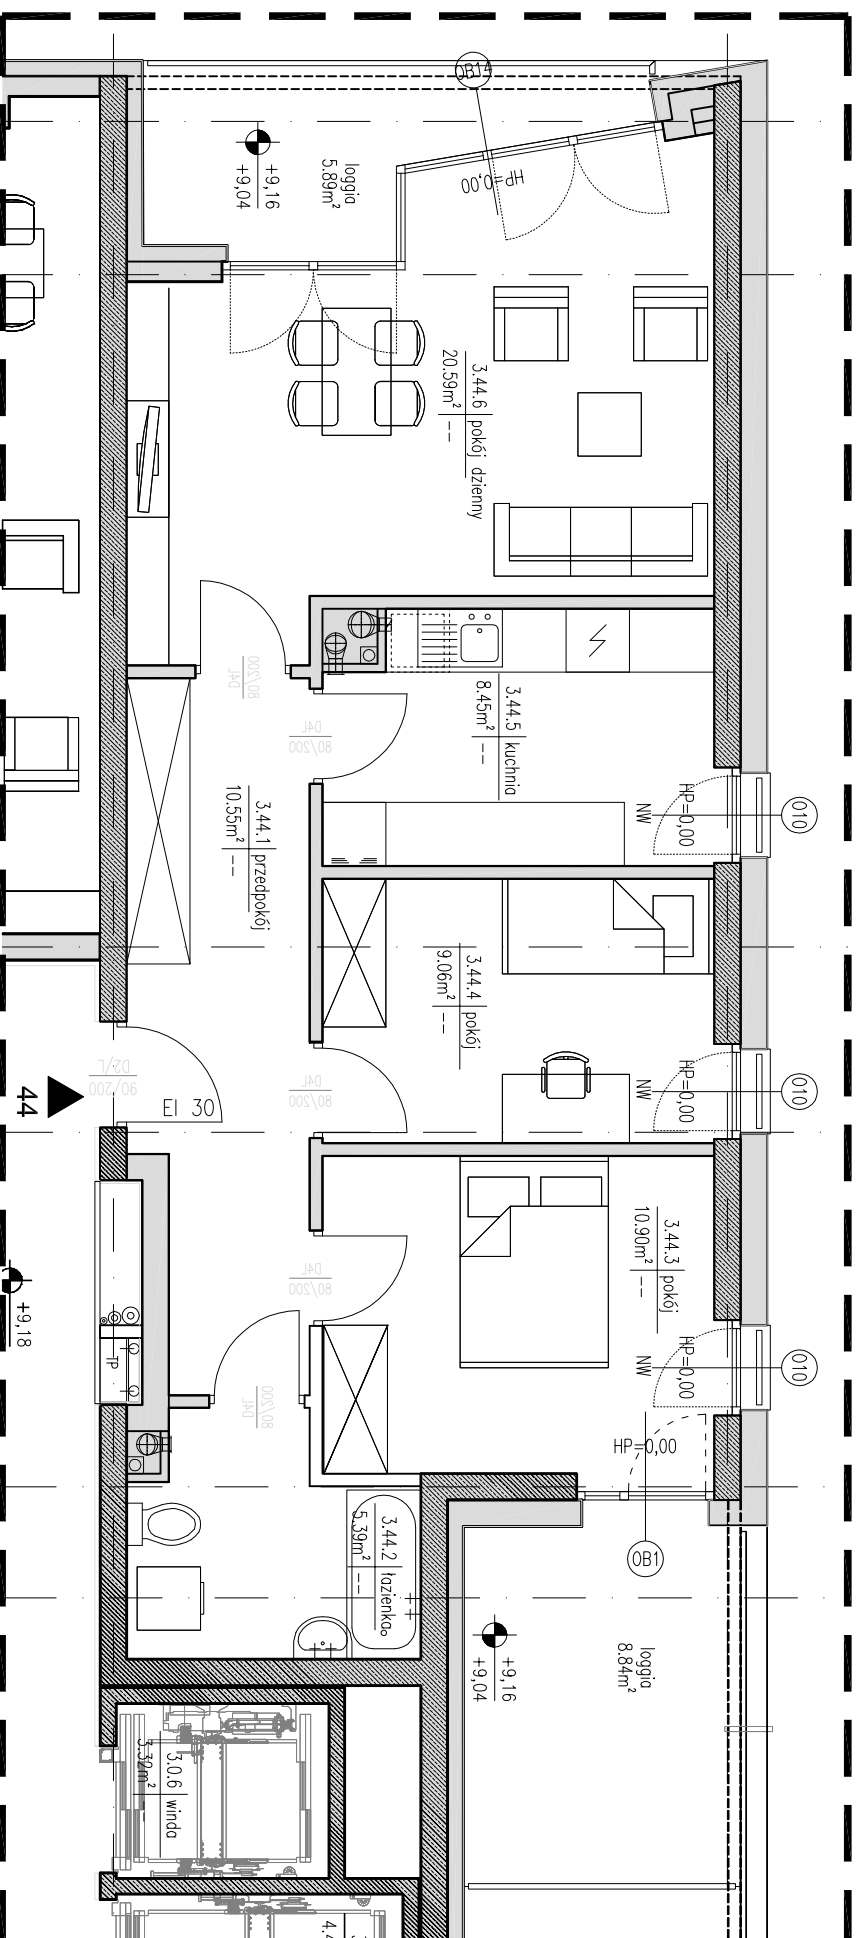 OB14
HP=0,00
loggia
5.89m²
+9,16
+9,04
3.44.6 pokój dzienny
20.59m² --
80/200
D4L
3.44.5 kuchnia
8.45m² --
D4L
80/200
HP=0,00
NW
O10
3.44.1 przedpokój
10.55m² --
3.44.4 pokój
9.06m² --
HP=0,00
NW
O10
D2/L
90/200
EI 30
44
D4L
80/200
3.44.3 pokój
10.90m² --
+9,18
D4L
80/200
HP=0,00
NW
O10
TP
80/200
D4L
HP=0,00
OB1
3.44.2 łazienka
5.39m² --
loggia
8.84m²
+9,16
+9,04
3.0.6 winda
3.32m² --